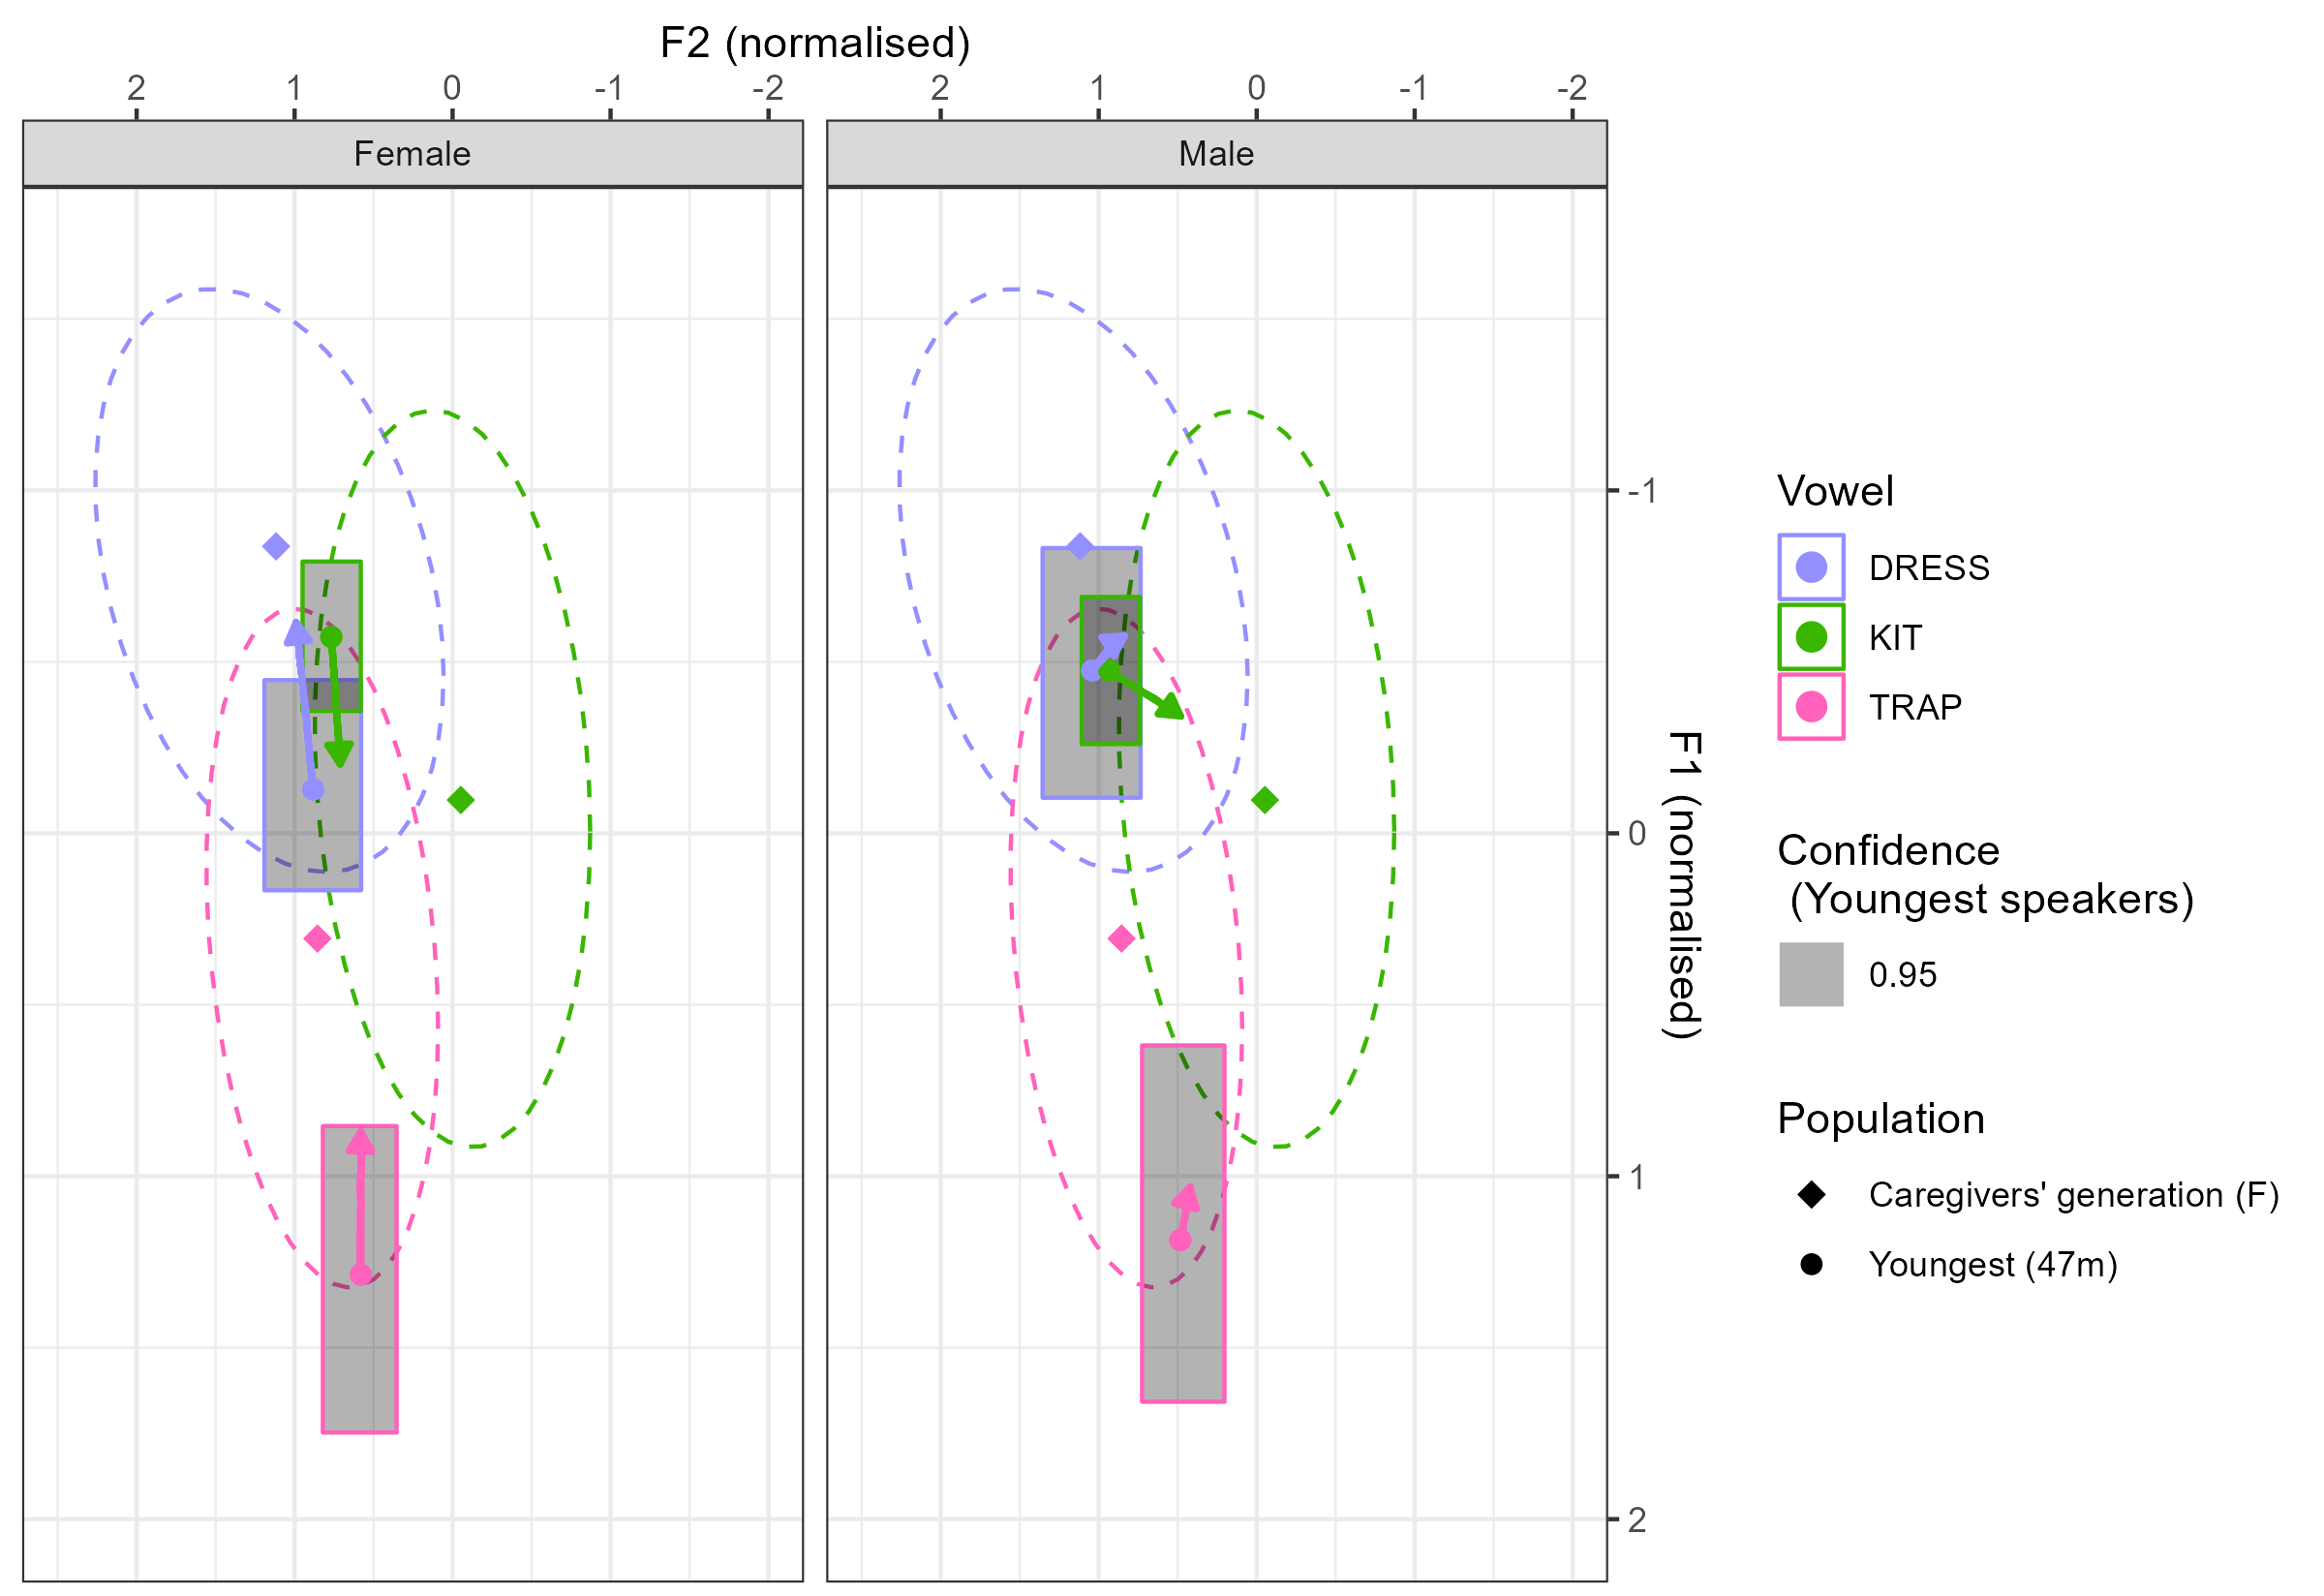 F2 (normalised)
2 1 0 -1 -2 2 1 0 -1 -2
Female Male
-1
0
1
2
F1 (normalised)
Vowel
DRESS
KIT
TRAP
Confidence
(Youngest speakers)
0.95
Population
Caregivers' generation (F)
Youngest (47m)